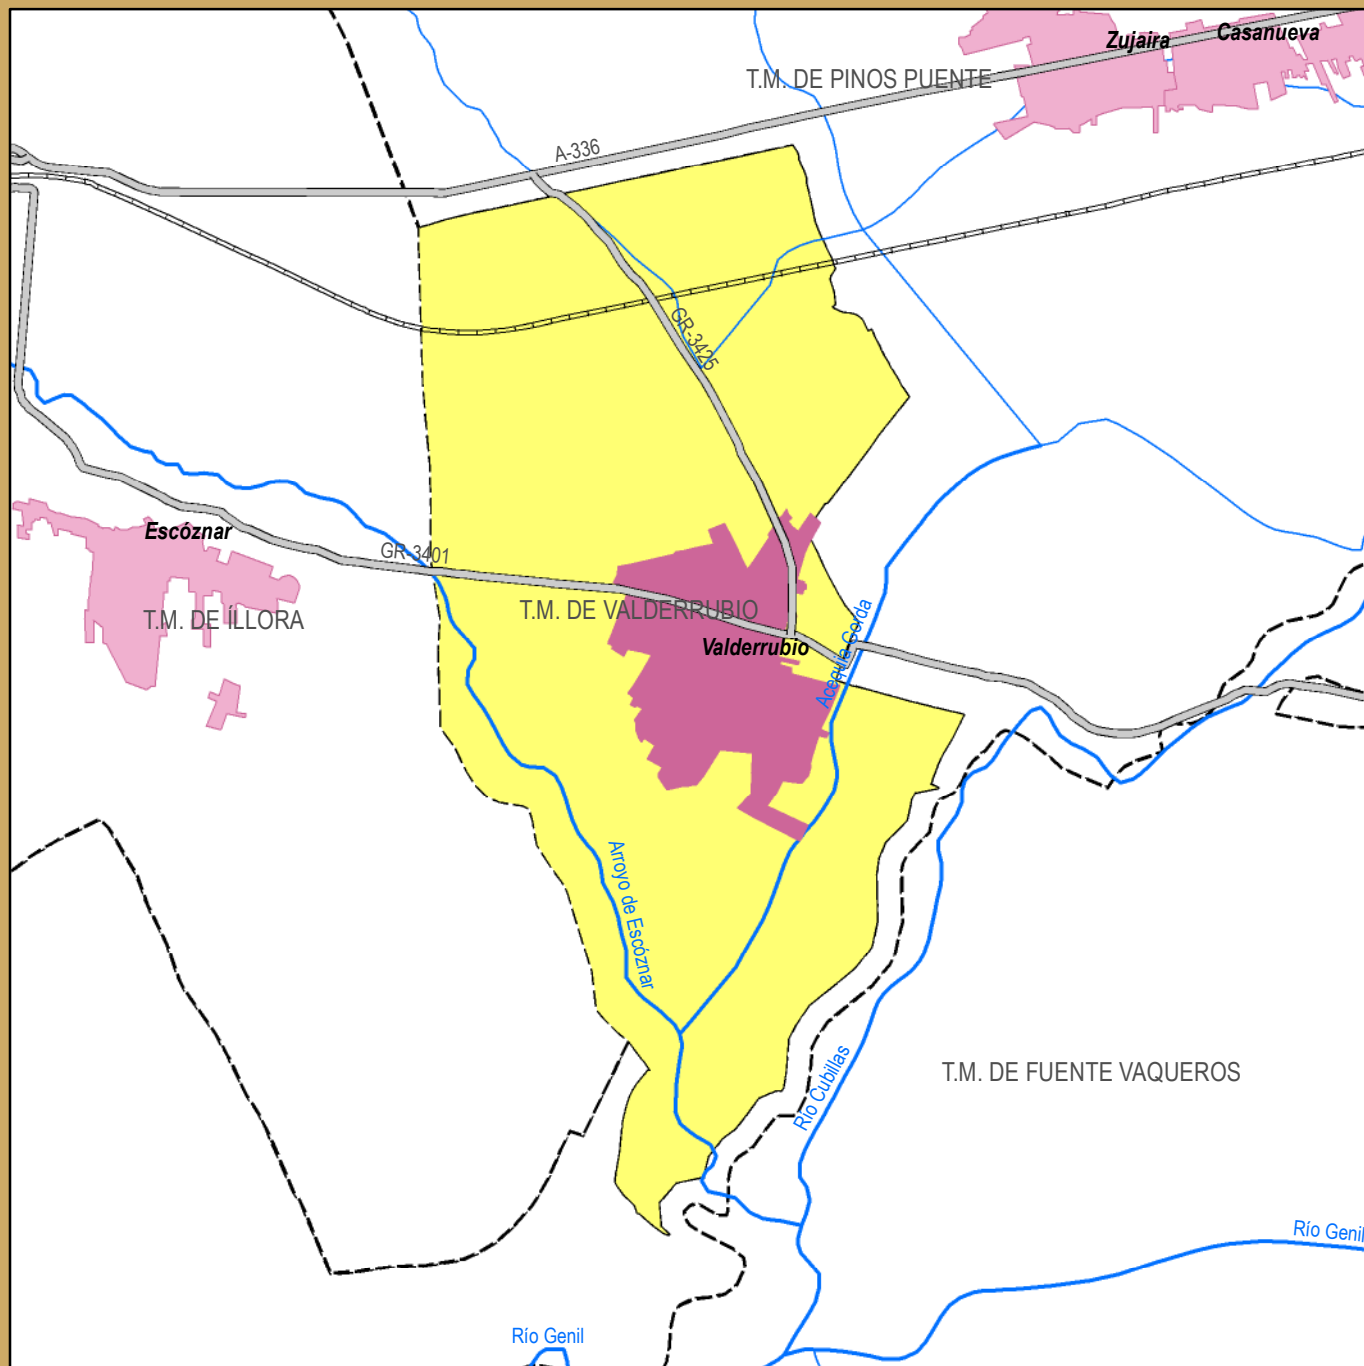 Zujaira
Casanueva
T.M. DE PINOS PUENTE
A-336
GR-3425
Escóznar
GR-3401
T.M. DE ÍLLORA
T.M. DE VALDERRUBIO
Valderrubio
Acequia Gorda
Arroyo de Escóznar
T.M. DE FUENTE VAQUEROS
Río Cubillas
Río Genil
Río Genil